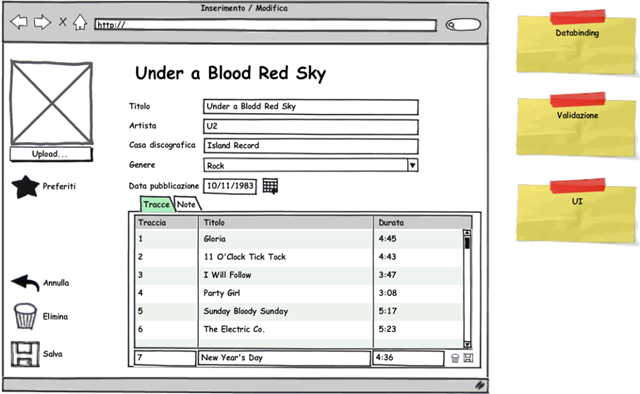 Inserimento / Modifica
http://
Under a Blood Red Sky
Titolo Under a Blodd Red Sky
Artista U2
Casa discografica Island Record
Genere Rock
Data pubblicazione 10/11/1983
Upload...
Preferiti
Annulla
Elimina
Salva
Tracce Note
Traccia Titolo Durata
1 Gloria 4:45
2 11 O'Clock Tick Tock 4:43
3 I Will Follow 3:47
4 Party Girl 3:08
5 Sunday Bloody Sunday 5:17
6 The Electric Co. 5:23
7 New Year's Day 4:36
Databinding
Validazione
UI